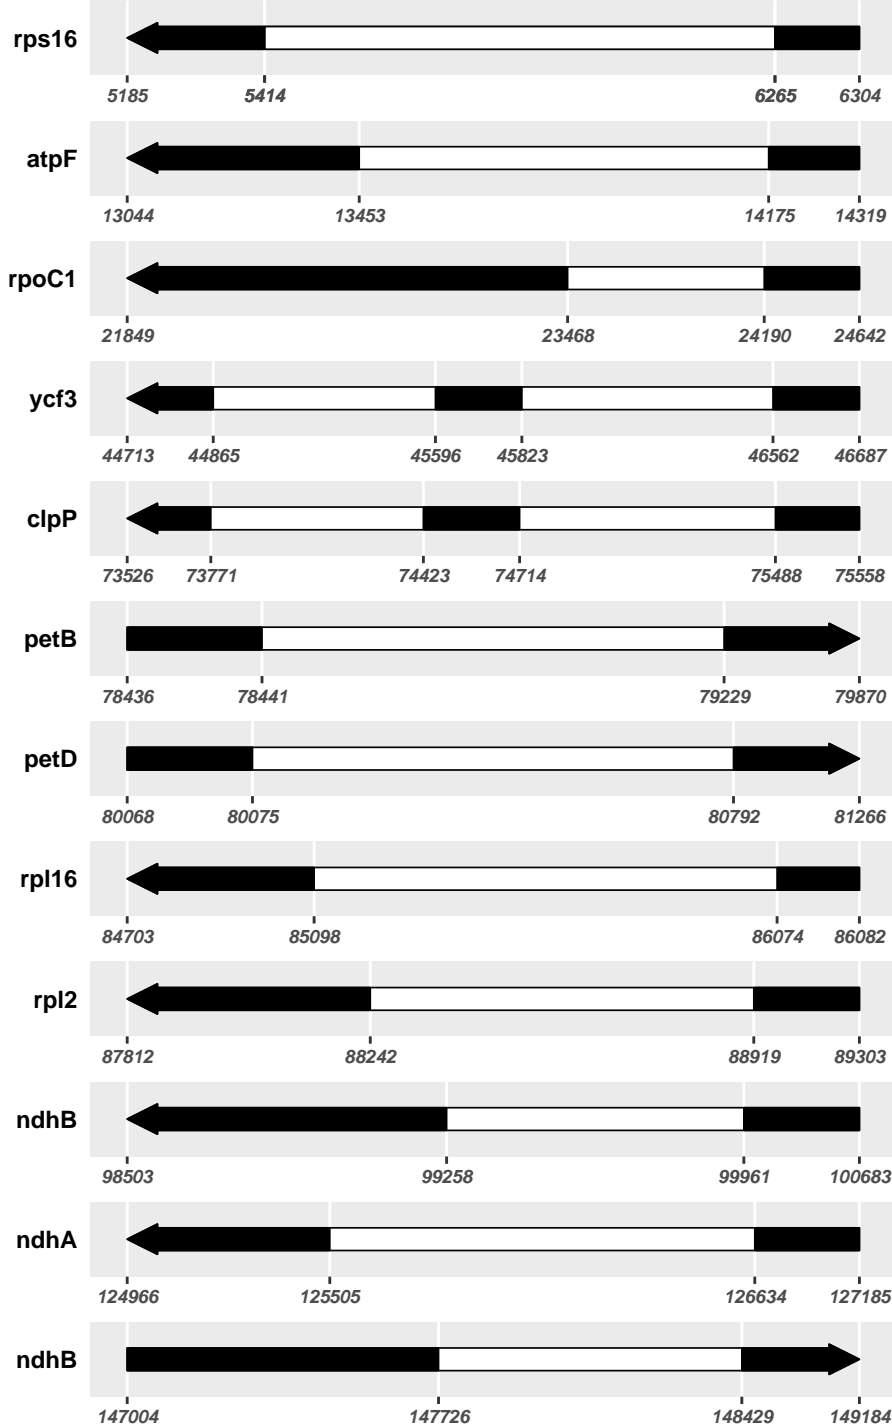 rps16
5185 5414 6265 6304
atpF
13044 13453 14175 14319
rpoC1
21849 23468 24190 24642
ycf3
44713 44865 45596 45823 46562 46687
clpP
73526 73771 74423 74714 75488 75558
petB
78436 78441 79229 79870
petD
80068 80075 80792 81266
rpl16
84703 85098 86074 86082
rpl2
87812 88242 88919 89303
ndhB
98503 99258 99961 100683
ndhA
124966 125505 126634 127185
ndhB
147004 147726 148429 149184